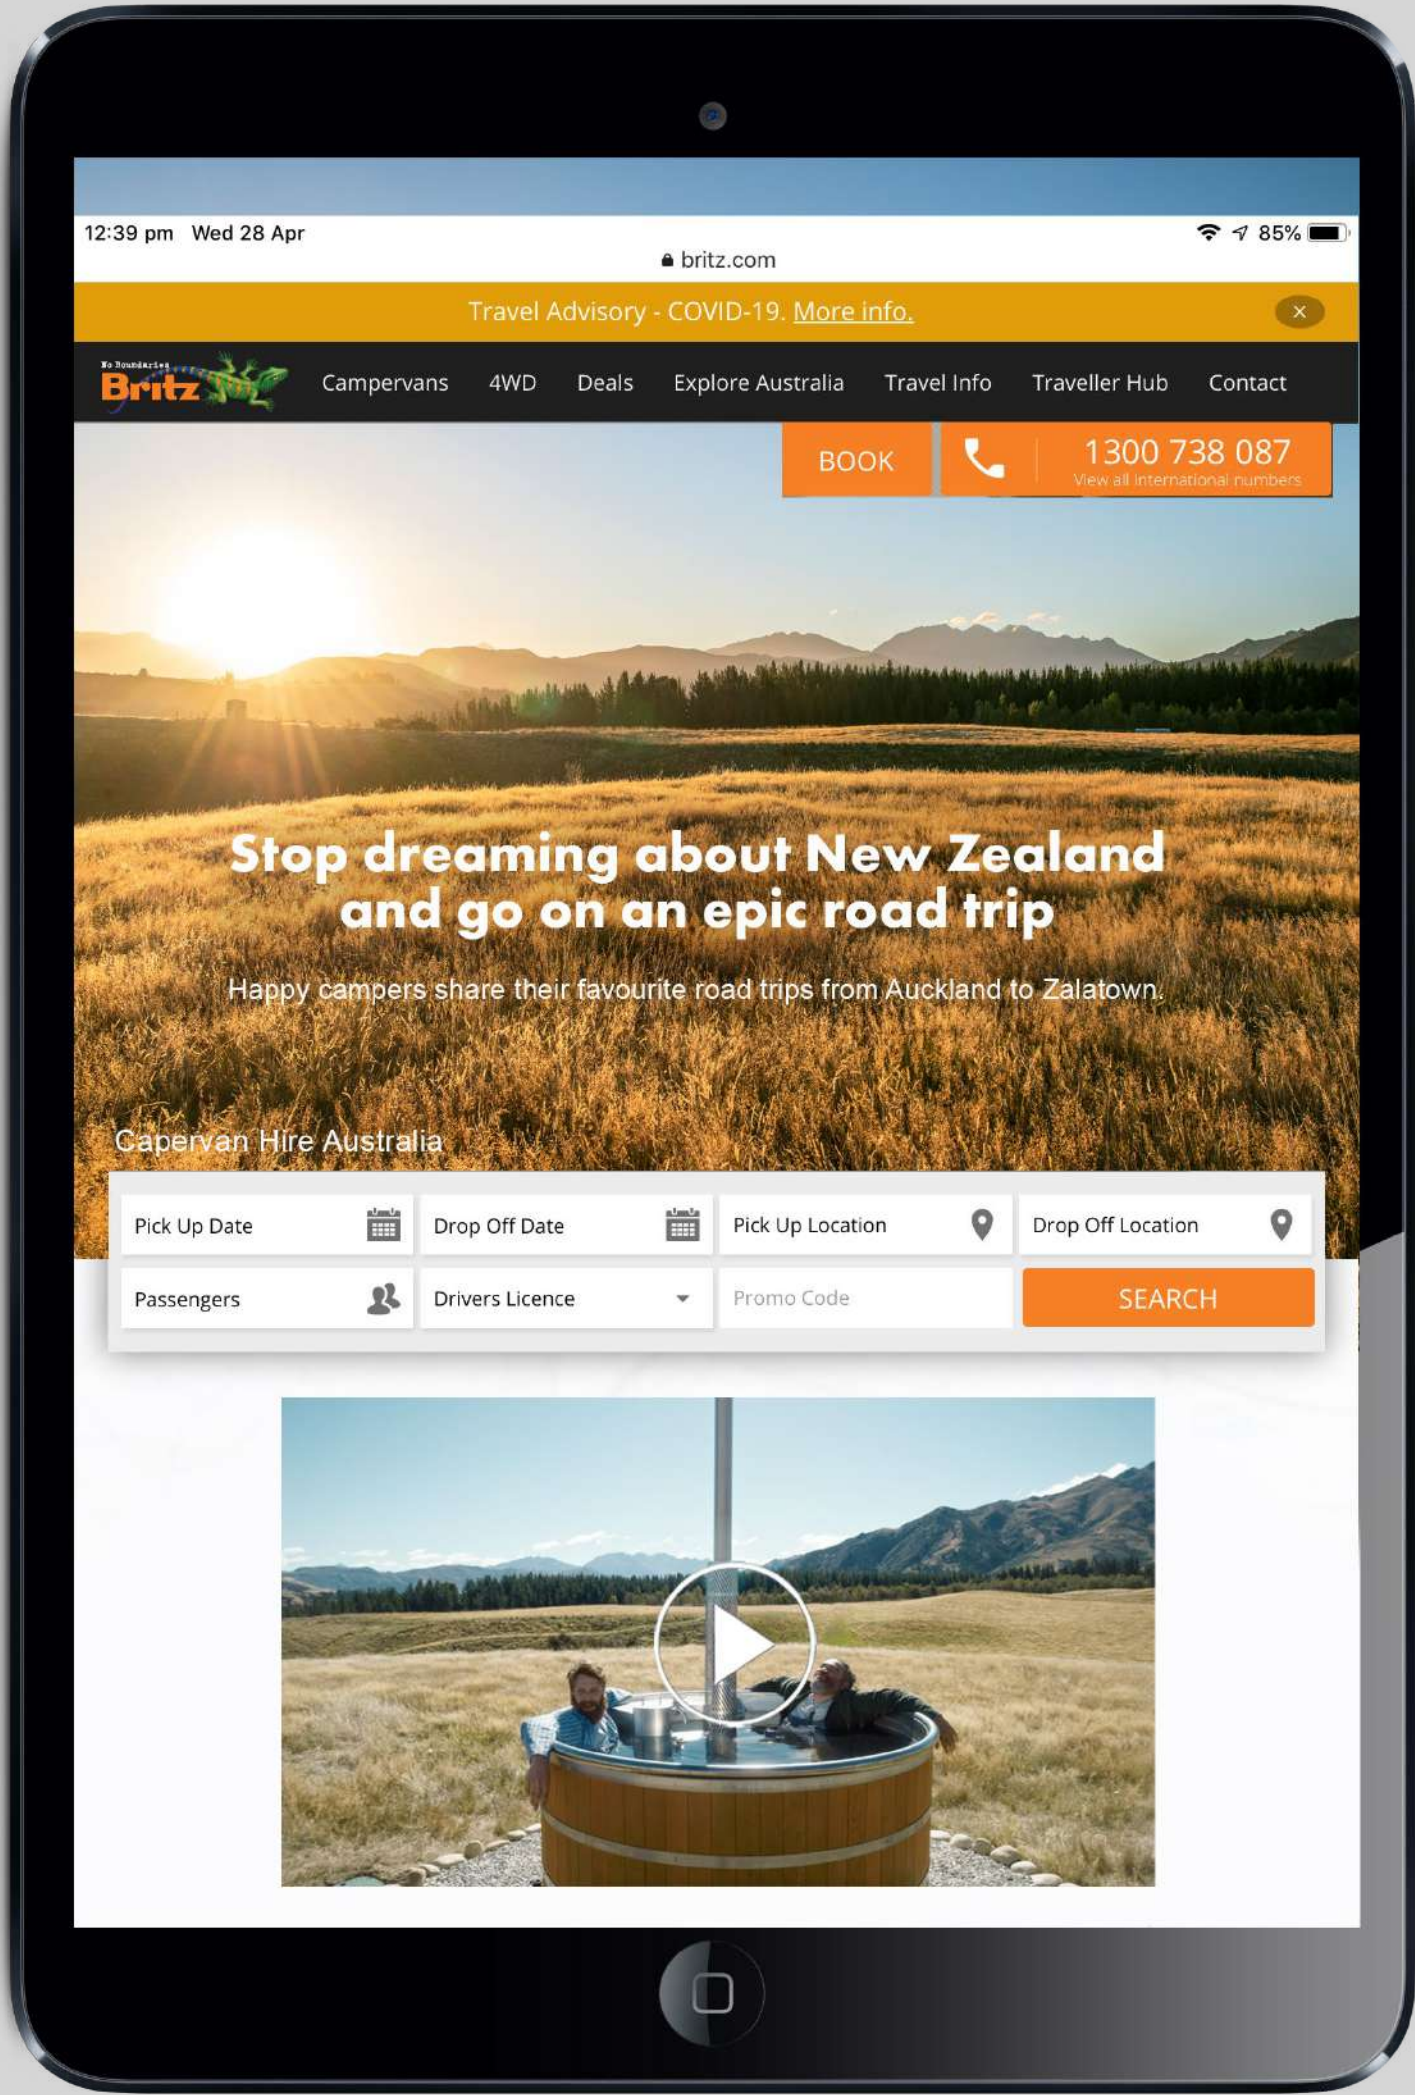 12:39 pm Wed 28 Apr
85%
britz.com
Travel Advisory - COVID-19. More info.
No Boundaries
Britz
Campervans 4WD Deals Explore Australia Travel Info Traveller Hub Contact
BOOK
1300 738 087
View all international numbers
Stop dreaming about New Zealand
and go on an epic road trip
Happy campers share their favourite road trips from Auckland to Zalatown.
Capervan Hire Australia
Pick Up Date Drop Off Date Pick Up Location Drop Off Location
Passengers Drivers Licence Promo Code SEARCH